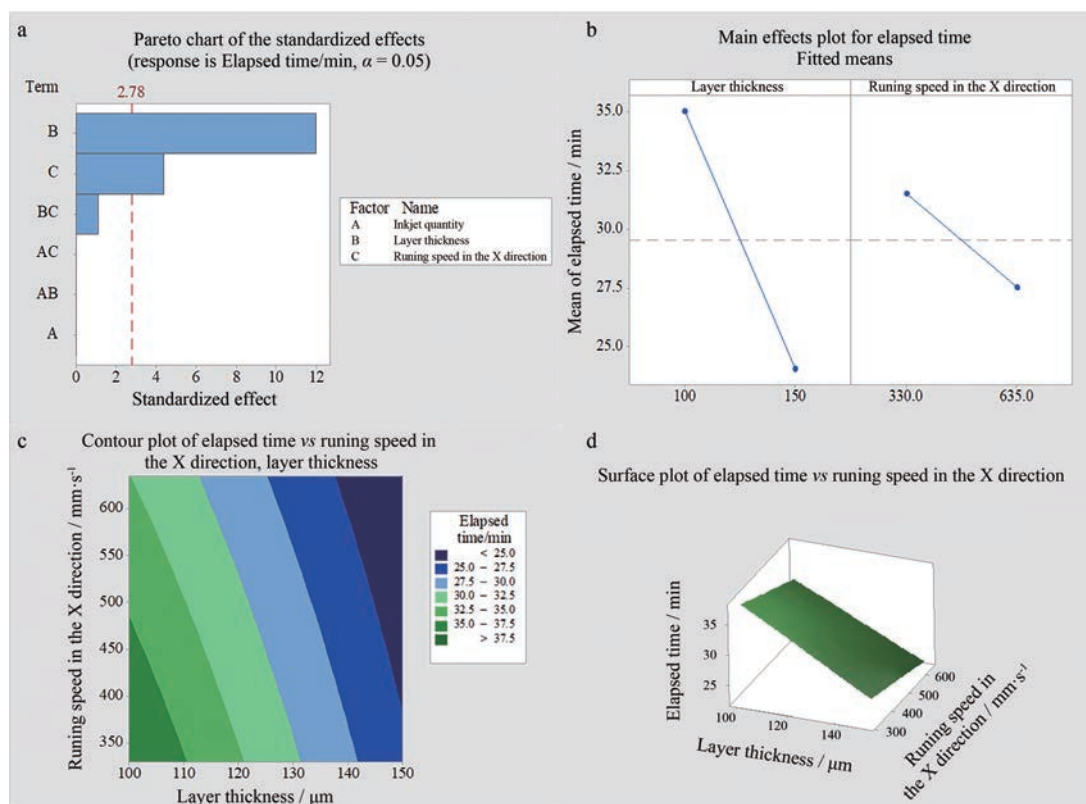 a
Pareto chart of the standardized effects
(response is Elapsed time/min, α = 0.05)
Term
2.78
B
C
BC
AC
AB
A
0 2 4 6 8 10 12
Standardized effect
Factor Name
A Inkjet quantity
B Layer thickness
C Runing speed in the X direction
b
Main effects plot for elapsed time
Fitted means
Layer thickness Runing speed in the X direction
35.0
32.5
30.0
27.5
25.0
Mean of elapsed time / min
100 150 330.0 635.0
c
Contour plot of elapsed time vs runing speed in
the X direction, layer thickness
600
550
500
450
400
350
Runing speed in the X direction / mm·s⁻¹
100 110 120 130 140 150
Layer thickness / μm
Elapsed
time/min
< 25.0
25.0 – 27.5
27.5 – 30.0
30.0 – 32.5
32.5 – 35.0
35.0 – 37.5
> 37.5
d
Surface plot of elapsed time vs runing speed in the X direction
Elapsed time / min
35
30
25
100 120 140
Layer thickness / μm
300 400 500 600
Runing speed in
the X direction / mm·s⁻¹